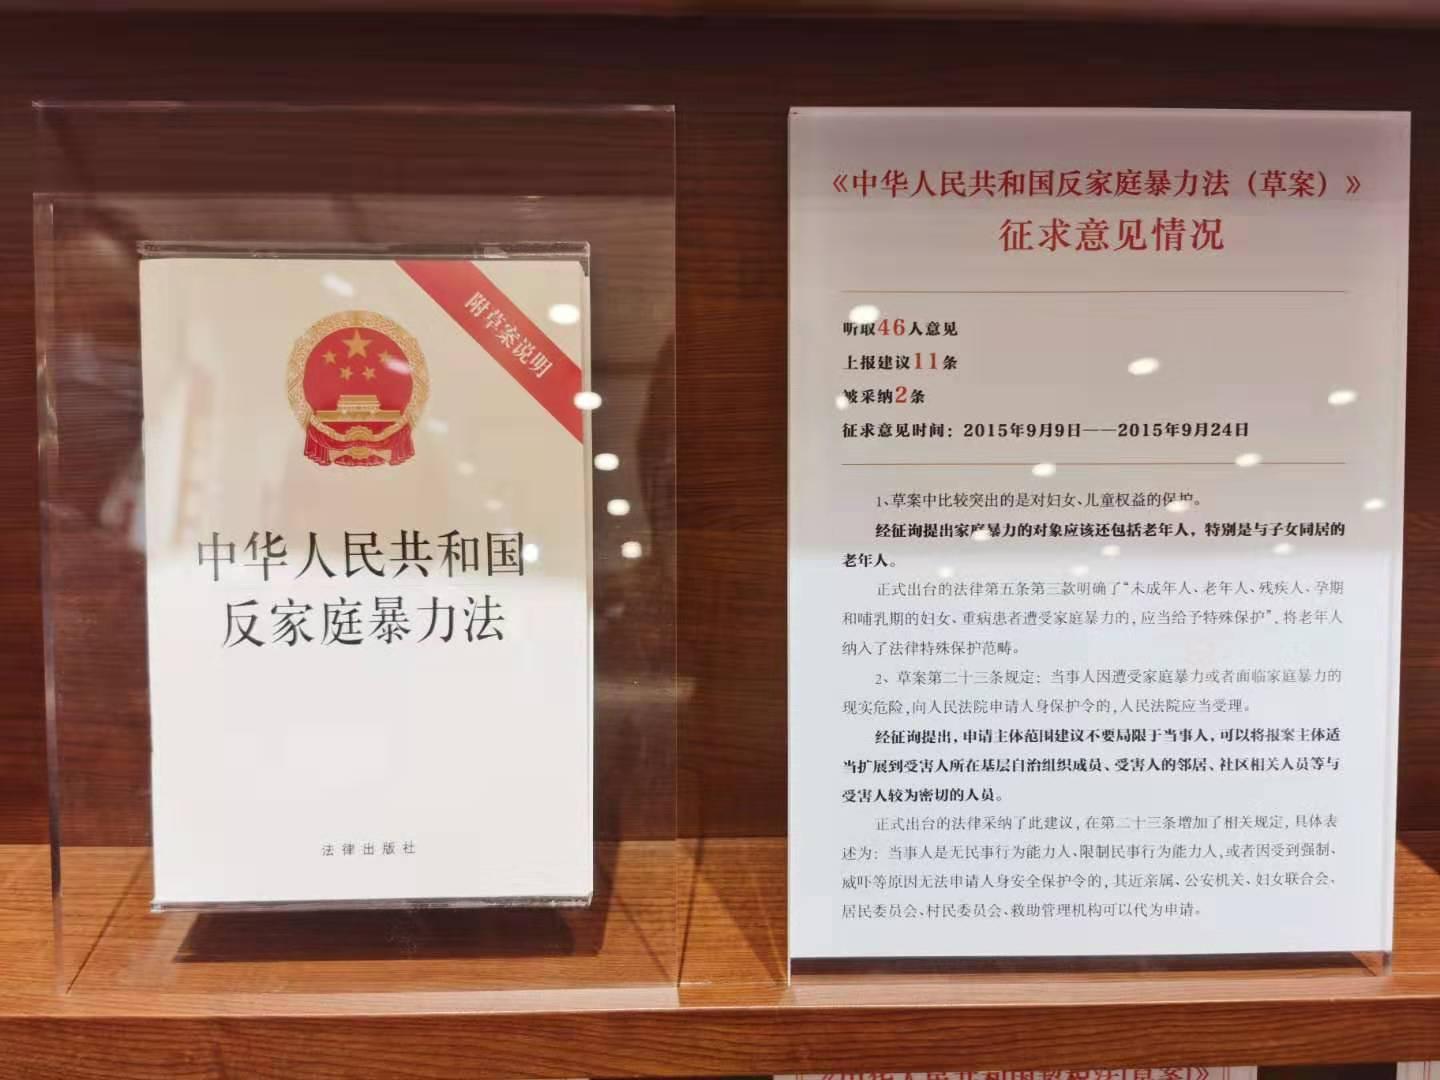 附草案说明
中华人民共和国
反家庭暴力法
法律出版社
《中华人民共和国反家庭暴力法（草案）》
征求意见情况
听取46人意见
上报建议11条
被采纳2条
征求意见时间：2015年9月9日——2015年9月24日
1、草案中比较突出的是对妇女、儿童权益的保护。
经征询提出家庭暴力的对象应该还包括老年人，特别是与子女同居的
老年人。
正式出台的法律第五条第三款明确了“未成年人、老年人、残疾人、孕期
和哺乳期的妇女、重病患者遭受家庭暴力的，应当给予特殊保护”，将老年人
纳入了法律特殊保护范畴。
2、草案第二十三条规定：当事人因遭受家庭暴力或者面临家庭暴力的
现实危险，向人民法院申请人身保护令的，人民法院应当受理。
经征询提出，申请主体范围建议不要局限于当事人，可以将报案主体适
当扩展到受害人所在基层自治组织成员、受害人的邻居、社区相关人员等与
受害人较为密切的人员。
正式出台的法律采纳了此建议，在第二十三条增加了相关规定，具体表
述为：当事人是无民事行为能力人、限制民事行为能力人，或者因受到强制、
威吓等原因无法申请人身安全保护令的，其近亲属、公安机关、妇女联合会、
居民委员会、村民委员会、救助管理机构可以代为申请。